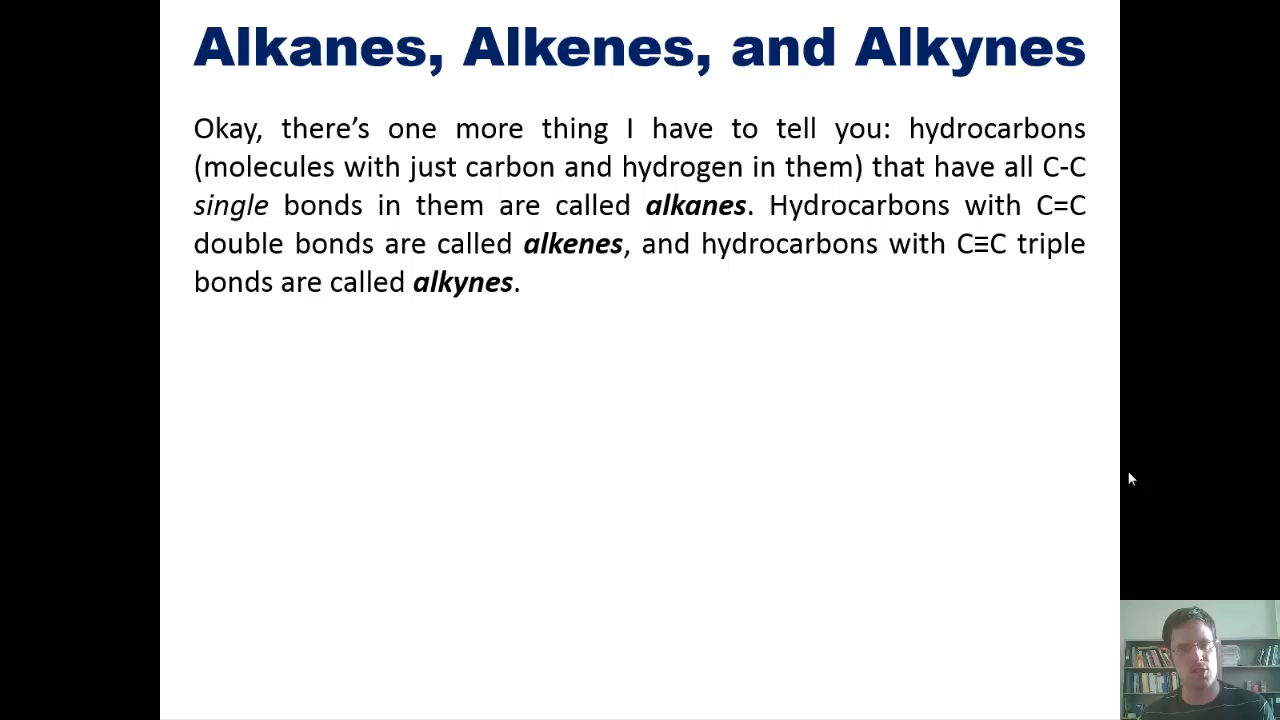 Alkanes, Alkenes, and Alkynes
Okay, there’s one more thing I have to tell you: hydrocarbons
(molecules with just carbon and hydrogen in them) that have all C-C
single bonds in them are called alkanes. Hydrocarbons with C=C
double bonds are called alkenes, and hydrocarbons with C≡C triple
bonds are called alkynes.